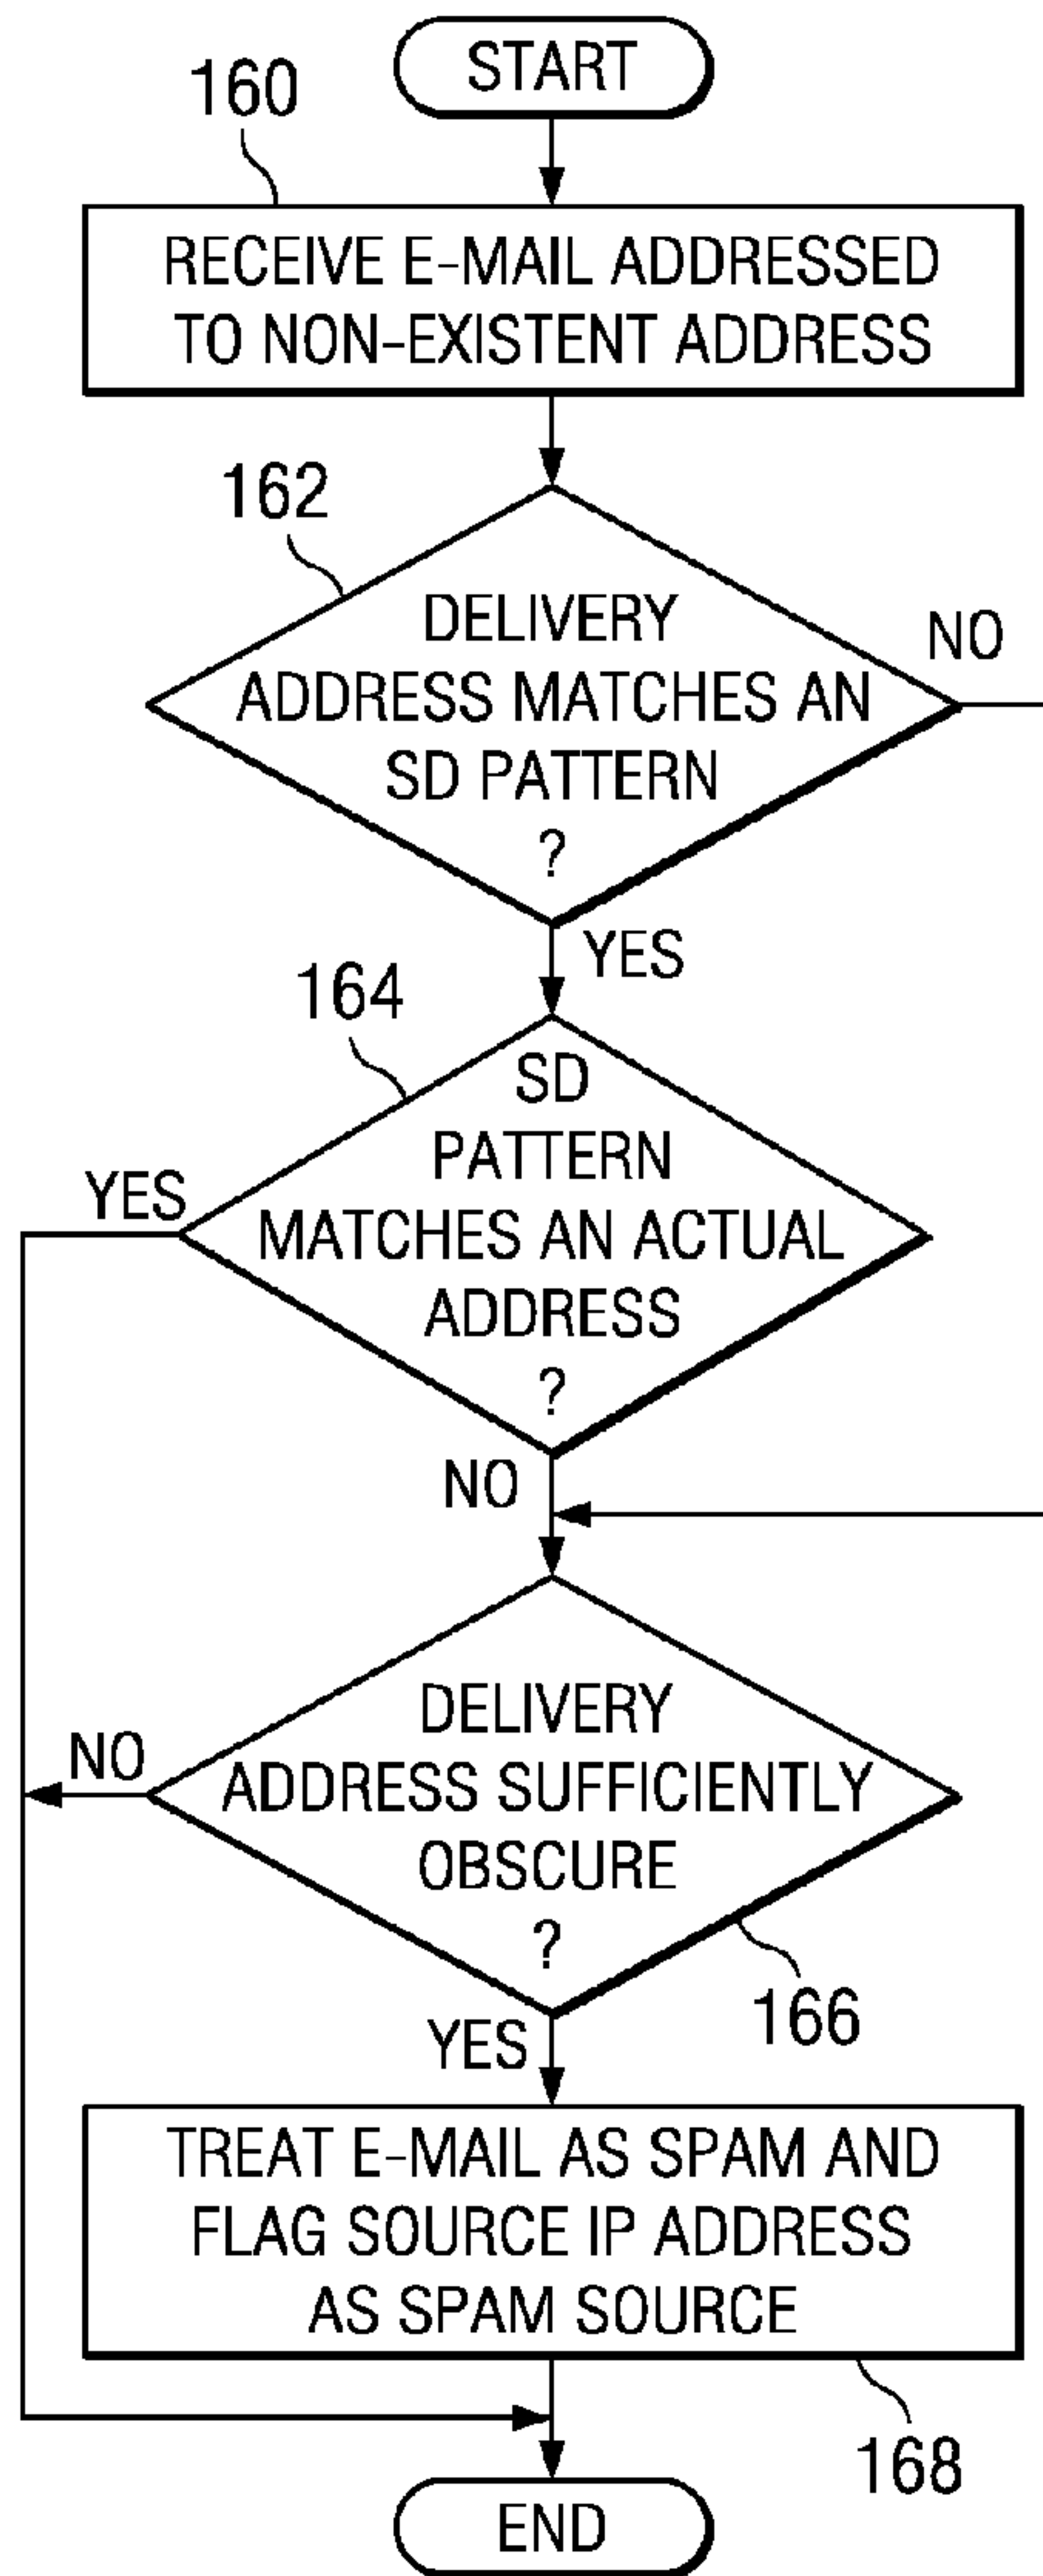 START
160
RECEIVE E-MAIL ADDRESSED
TO NON-EXISTENT ADDRESS
162
DELIVERY
ADDRESS MATCHES AN
SD PATTERN
?
NO
YES
164
SD
PATTERN
MATCHES AN ACTUAL
ADDRESS
?
YES
NO
DELIVERY
ADDRESS SUFFICIENTLY
OBSCURE
?
NO
166
YES
TREAT E-MAIL AS SPAM AND
FLAG SOURCE IP ADDRESS
AS SPAM SOURCE
168
END